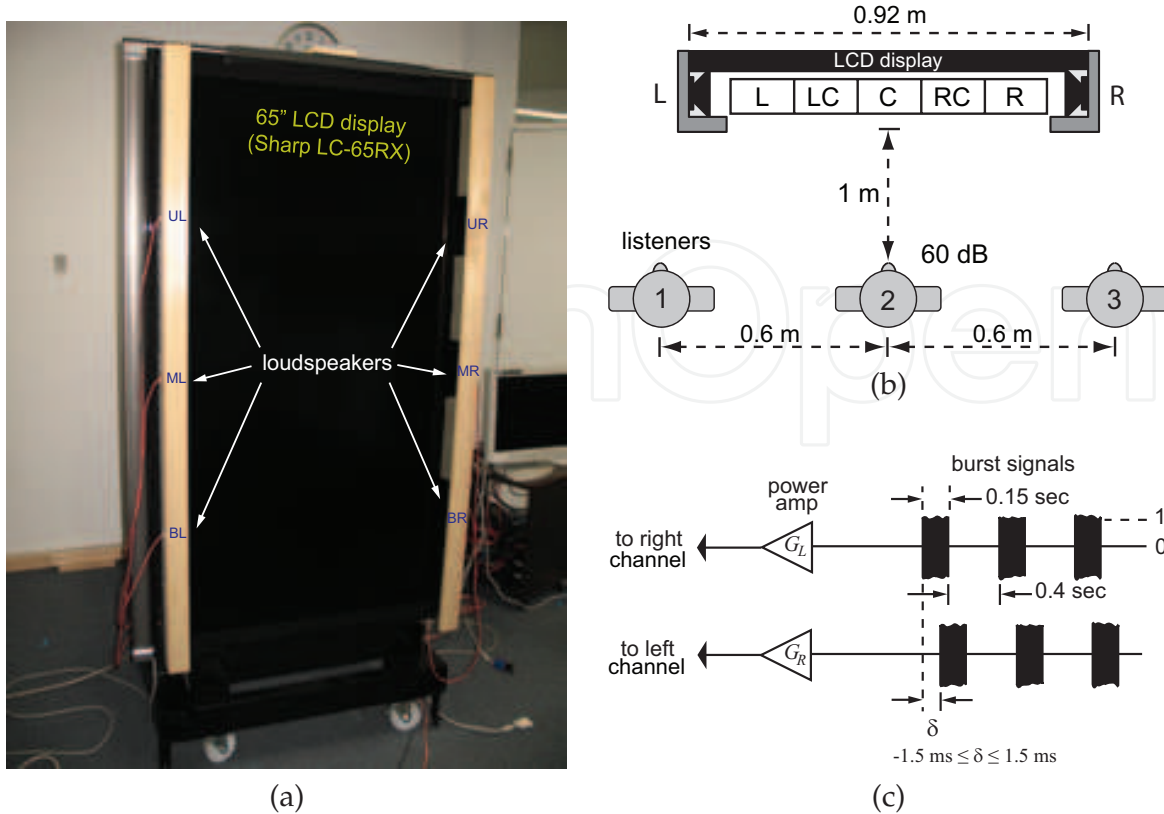 65” LCD display
(Sharp LC-65RX)
UL
UR
loudspeakers
ML
MR
BL
BR
(a)
0.92 m
LCD display
L
L LC C RC R
R
1 m
listeners
60 dB
1
2
3
0.6 m
0.6 m
(b)
burst signals
power
amp
0.15 sec
1
0
to right
channel
G_L
0.4 sec
to left
channel
G_R
δ
-1.5 ms ≤ δ ≤ 1.5 ms
(c)